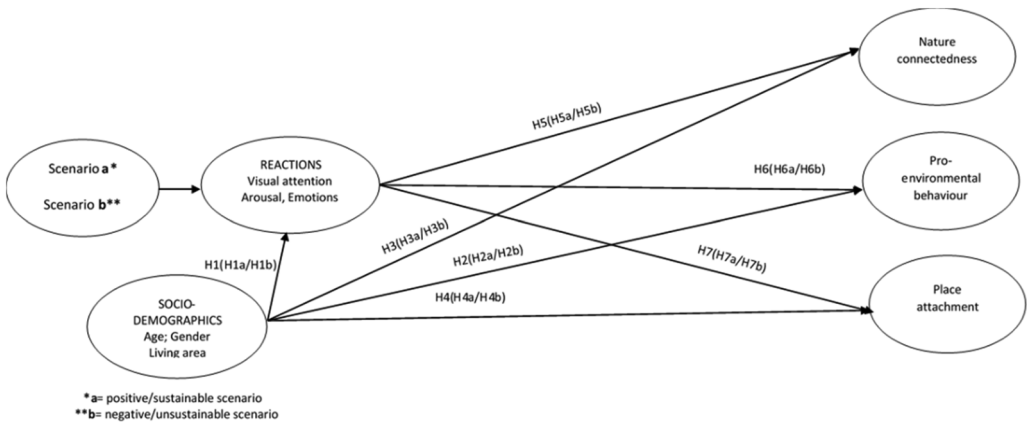 Nature
connectedness
H5(H5a/H5b)
Scenario a*
Scenario b**
REACTIONS
Visual attention
Arousal, Emotions
H6(H6a/H6b)
Pro-
environmental
behaviour
H3(H3a/H3b)
H2(H2a/H2b)
H7(H7a/H7b)
H1(H1a/H1b)
H4(H4a/H4b)
SOCIO-
DEMOGRAPHICS
Age; Gender
Living area
Place
attachment
*a= positive/sustainable scenario
**b= negative/unsustainable scenario